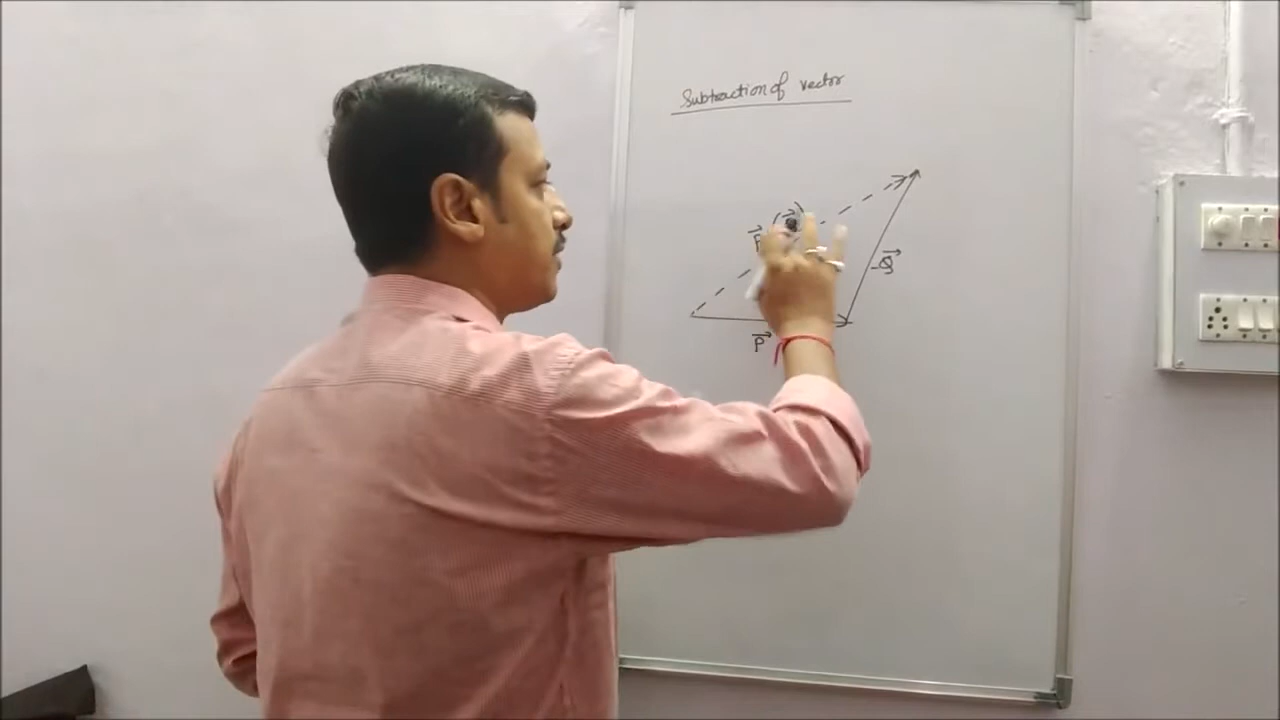 Subtraction of vector
-Q⃗
P⃗